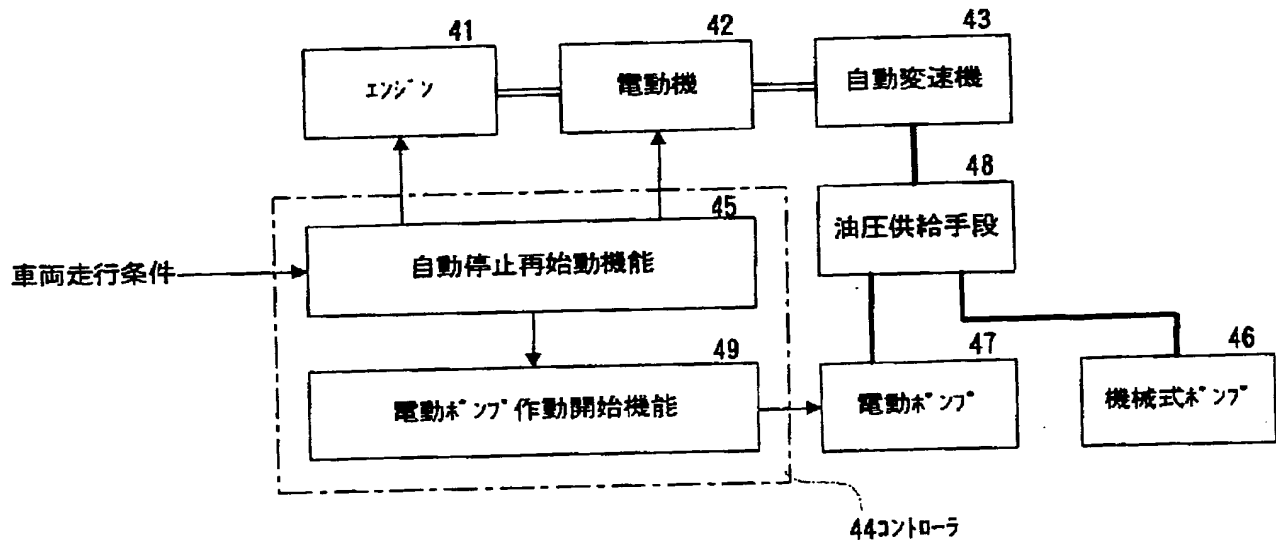 41
エンジン
42
電動機
43
自動変速機
48
油圧供給手段
45
自動停止再始動機能
車両走行条件
49
電動ポンプ作動開始機能
47
電動ポンプ
46
機械式ポンプ
44コントローラ